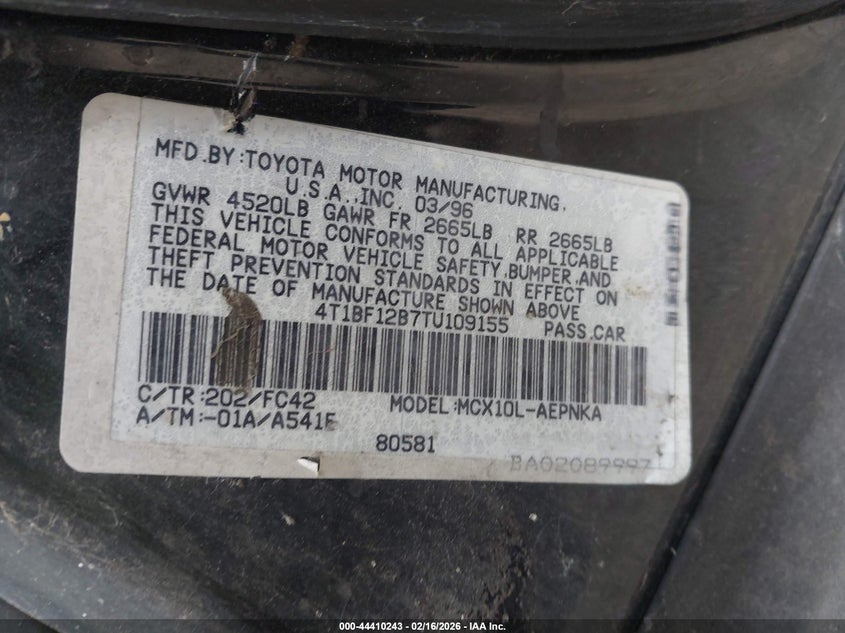 MFD.BY:TOYOTA MOTOR MANUFACTURING,
U.S.A.,INC. 03/96
GVWR 4520LB GAWR FR 2665LB RR 2665LB
THIS VEHICLE CONFORMS TO ALL APPLICABLE
FEDERAL MOTOR VEHICLE SAFETY,BUMPER,AND
THEFT PREVENTION STANDARDS IN EFFECT ON
THE DATE OF MANUFACTURE SHOWN ABOVE
4T1BF12B7TU109155 PASS.CAR
C/TR:202/FC42 MODEL:MCX10L-AEPNKA
A/TM:-01A/A541E
80581
BA02089997
000-44410243 - 02/16/2026 - IAA Inc.